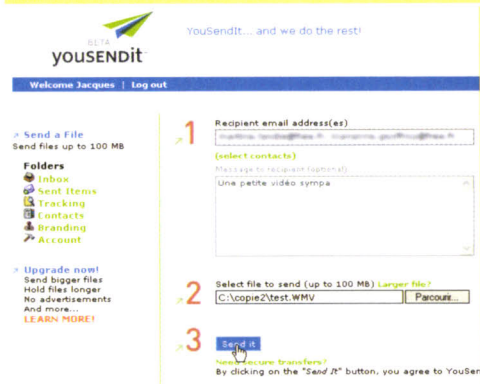 BETA
YOUSENDIT
YouSendIt... and we do the rest!
Welcome Jacques | Log out
Send a File
Send files up to 100 MB
Folders
Inbox
Sent Items
Tracking
Contacts
Branding
Account
Upgrade now!
Send bigger files
Hold files longer
No advertisements
And more...
LEARN MORE!
1
Recipient email address(es)
(select contacts)
Message to recipient (optional)
Une petite vidéo sympa
2
Select file to send (up to 100 MB) Larger file?
C:\copie2\test.WMV
Parcourir...
3
Send it
Need secure transfers?
By clicking on the "Send It" button, you agree to YouSen